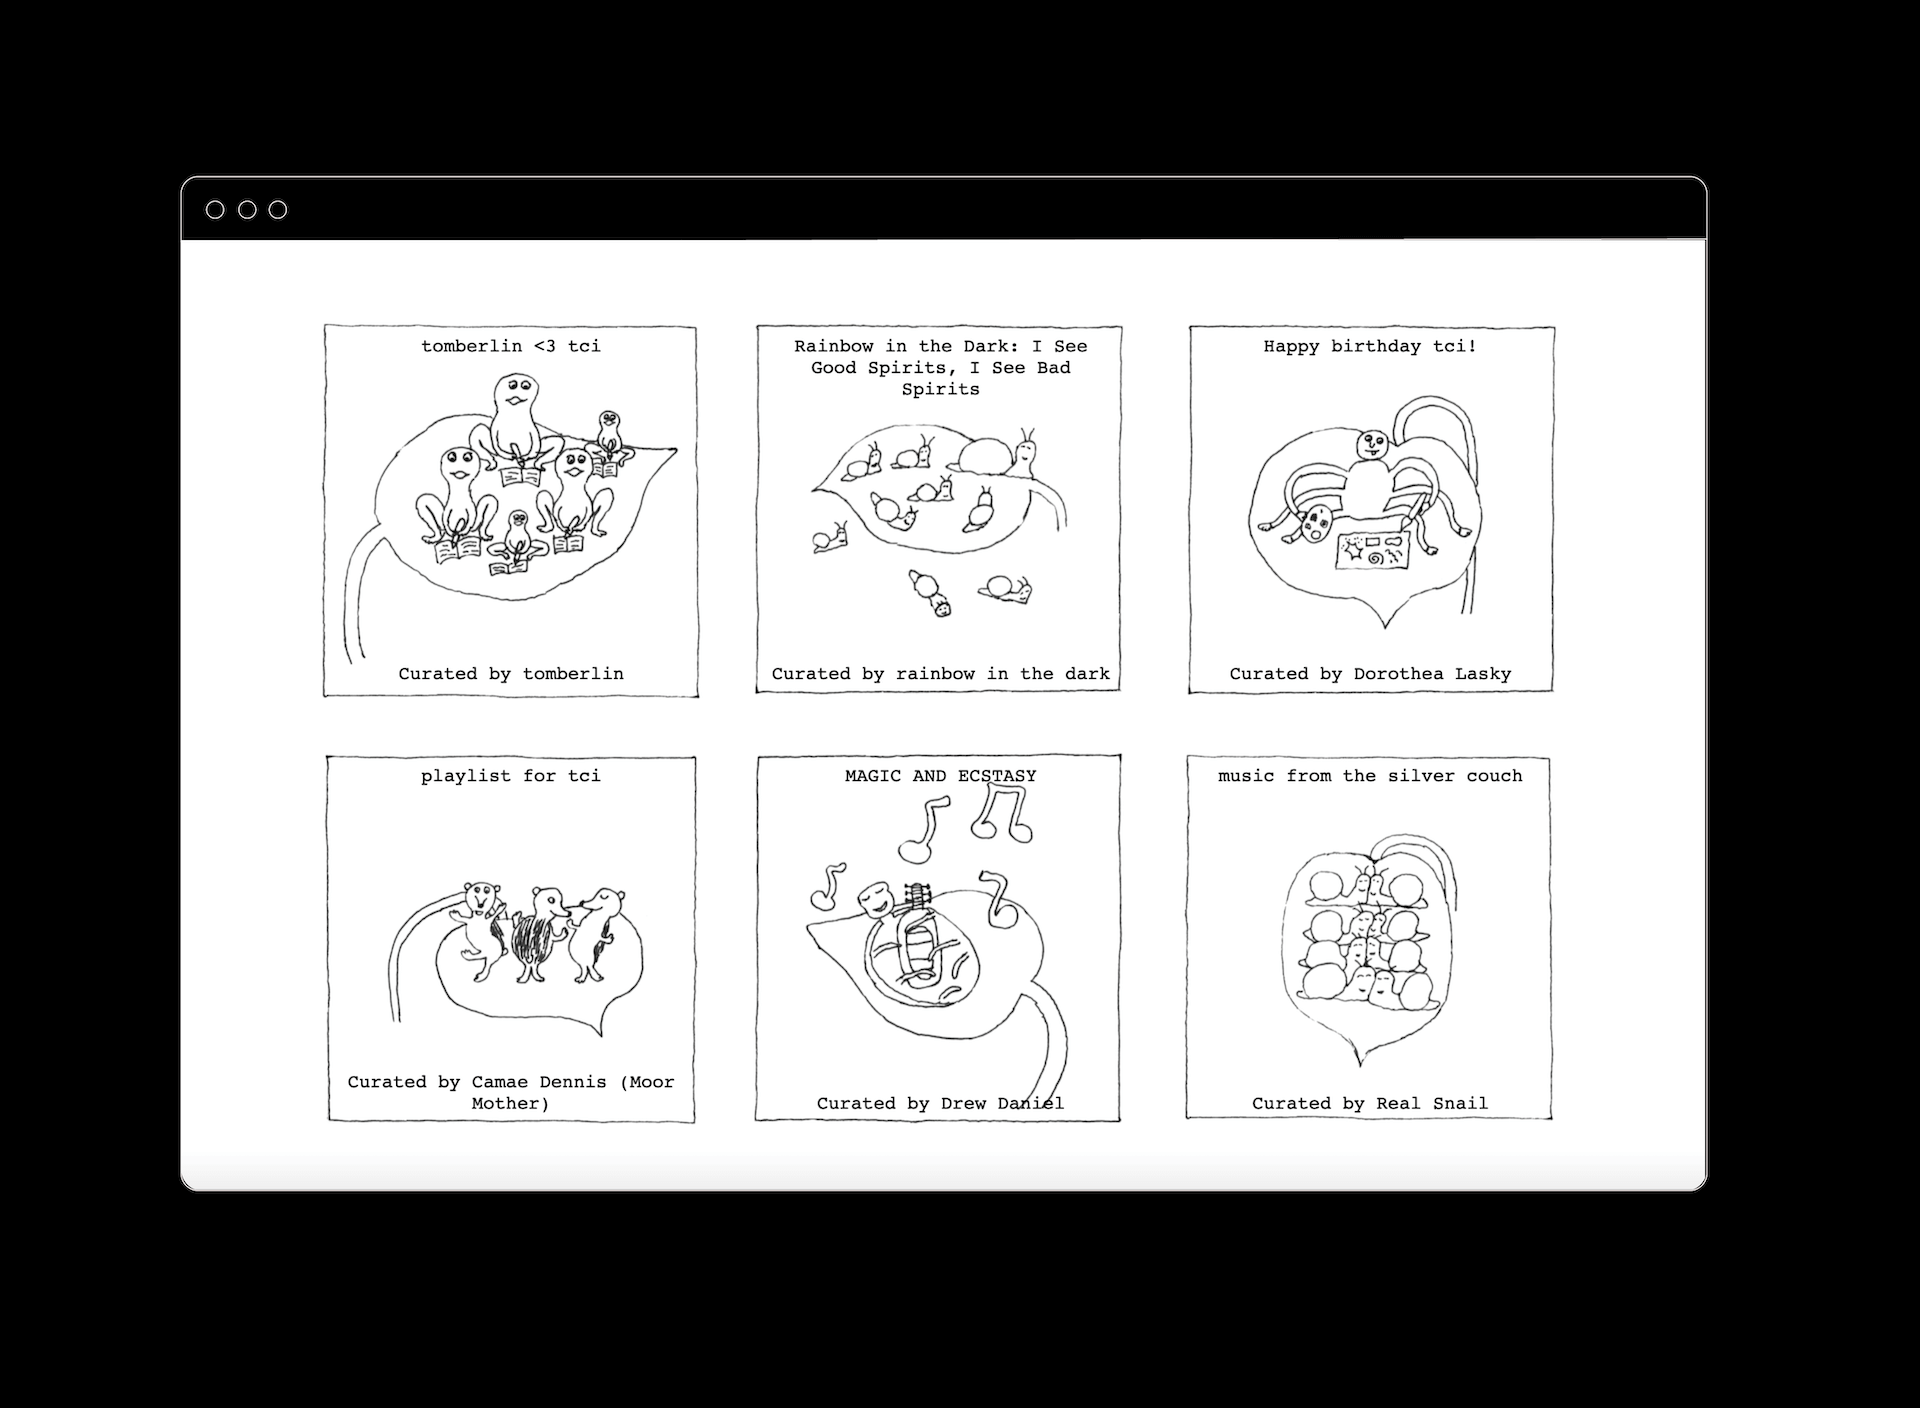 tomberlin <3 tci
Curated by tomberlin
Rainbow in the Dark: I See
Good Spirits, I See Bad
Spirits
Curated by rainbow in the dark
Happy birthday tci!
Curated by Dorothea Lasky
playlist for tci
Curated by Camae Dennis (Moor
Mother)
MAGIC AND ECSTASY
Curated by Drew Daniel
music from the silver couch
Curated by Real Snail